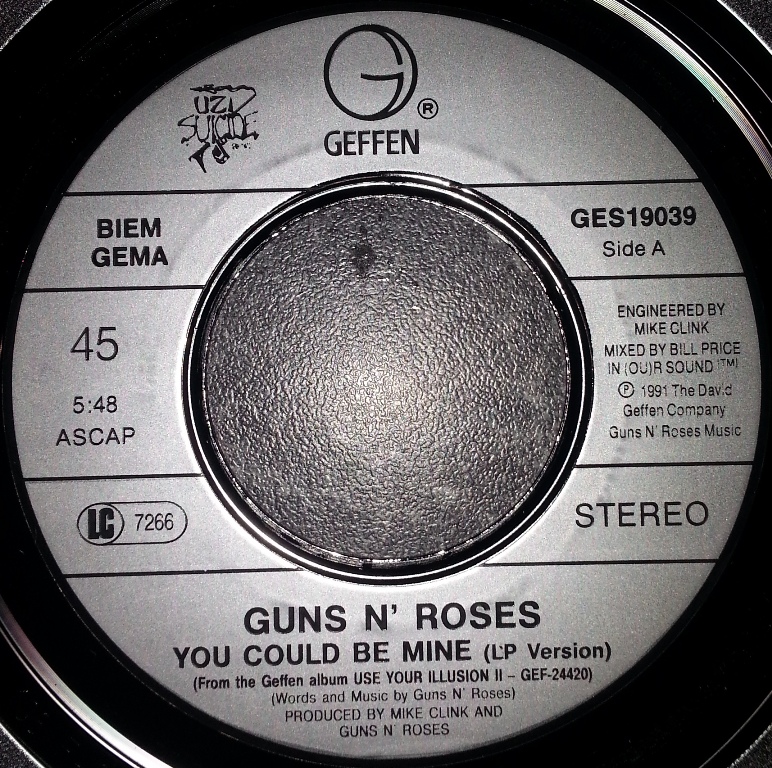 UZI
SUICIDE
®
GEFFEN
BIEM
GEMA
GES19039
Side A
45
5:48
ASCAP
ENGINEERED BY
MIKE CLINK
MIXED BY BILL PRICE
IN (OU)R SOUND (TM)
℗ 1991 The David
Geffen Company
Guns N' Roses Music
LC 7266
STEREO
GUNS N' ROSES
YOU COULD BE MINE (LP Version)
(From the Geffen album USE YOUR ILLUSION II – GEF-24420)
(Words and Music by Guns N' Roses)
PRODUCED BY MIKE CLINK AND
GUNS N' ROSES